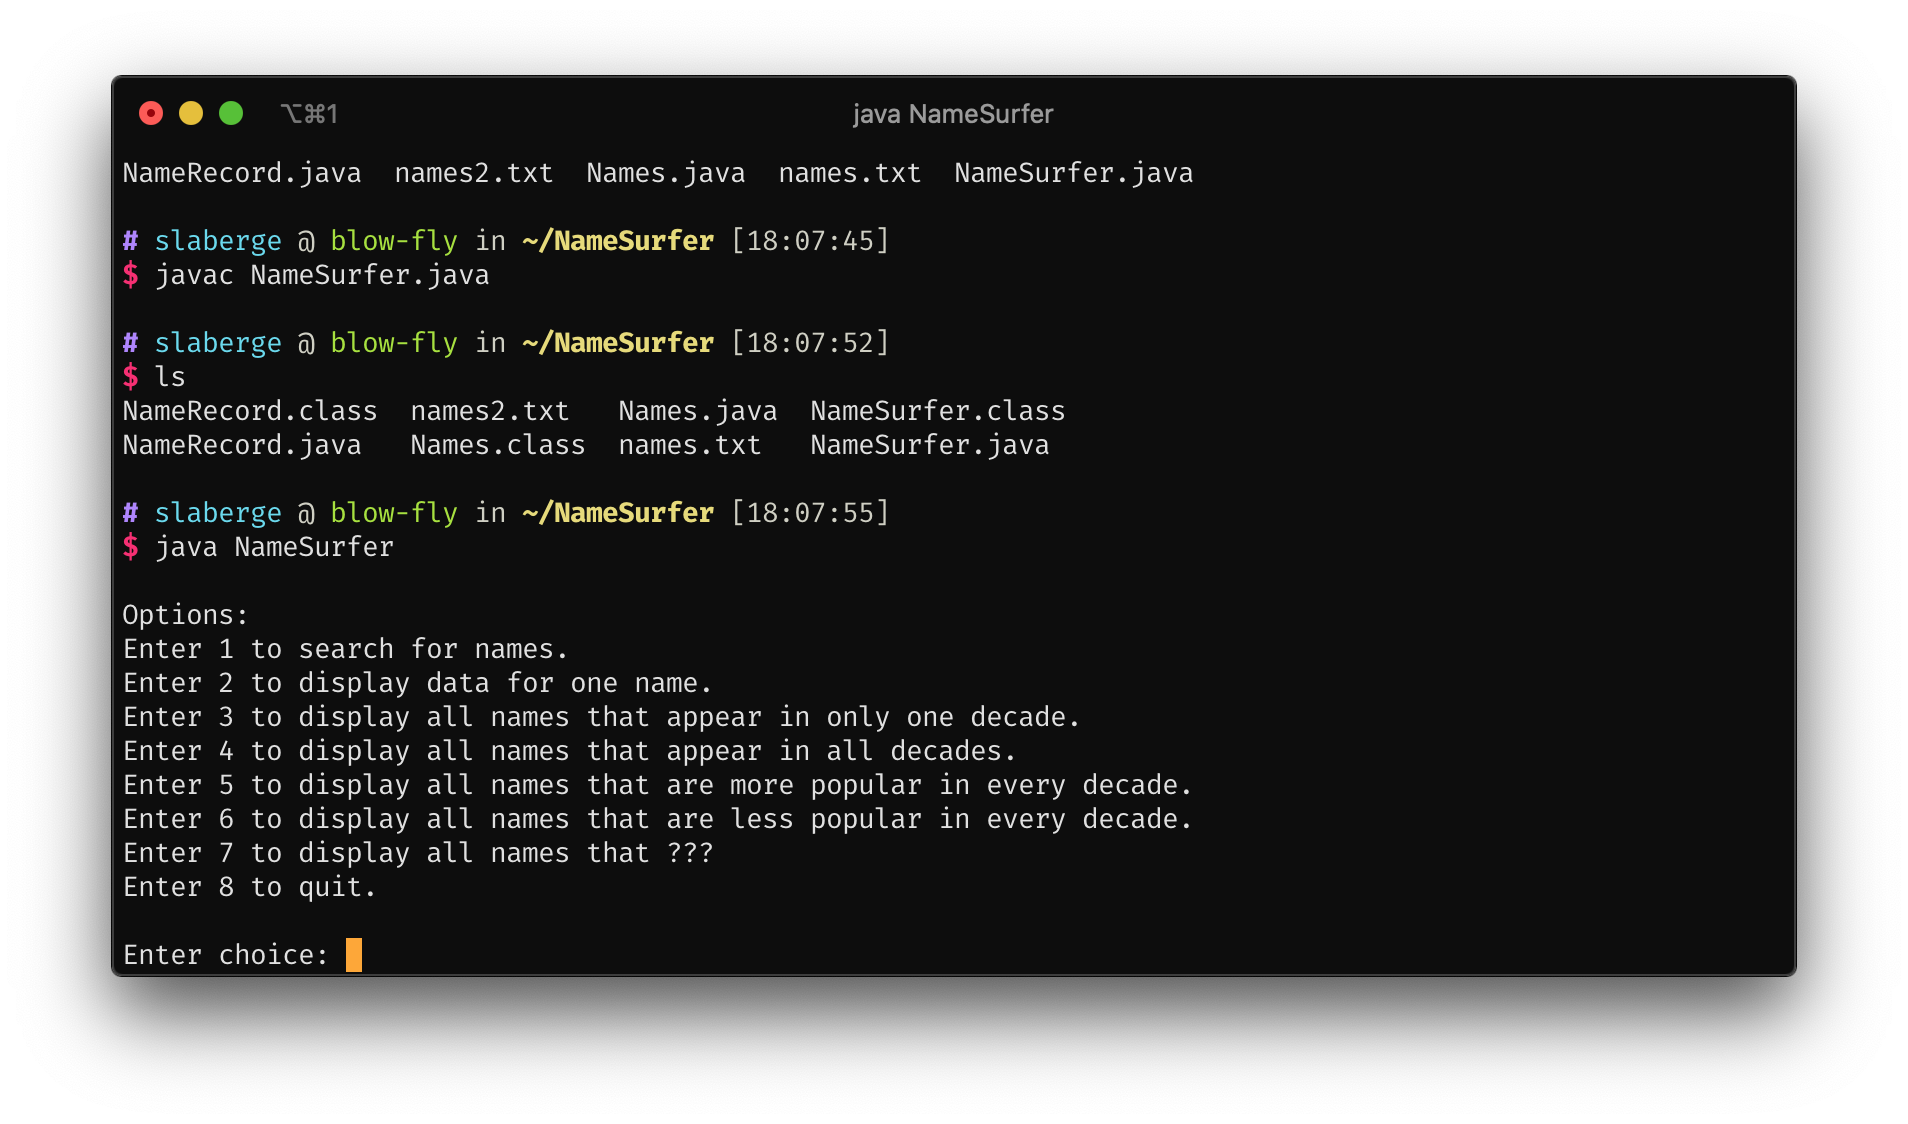 ⌥⌘1 java NameSurfer
NameRecord.java  names2.txt  Names.java  names.txt  NameSurfer.java
# slaberge @ blow-fly in ~/NameSurfer [18:07:45]
$ javac NameSurfer.java
# slaberge @ blow-fly in ~/NameSurfer [18:07:52]
$ ls
NameRecord.class  names2.txt   Names.java  NameSurfer.class
NameRecord.java   Names.class  names.txt   NameSurfer.java
# slaberge @ blow-fly in ~/NameSurfer [18:07:55]
$ java NameSurfer
Options:
Enter 1 to search for names.
Enter 2 to display data for one name.
Enter 3 to display all names that appear in only one decade.
Enter 4 to display all names that appear in all decades.
Enter 5 to display all names that are more popular in every decade.
Enter 6 to display all names that are less popular in every decade.
Enter 7 to display all names that ???
Enter 8 to quit.
Enter choice: